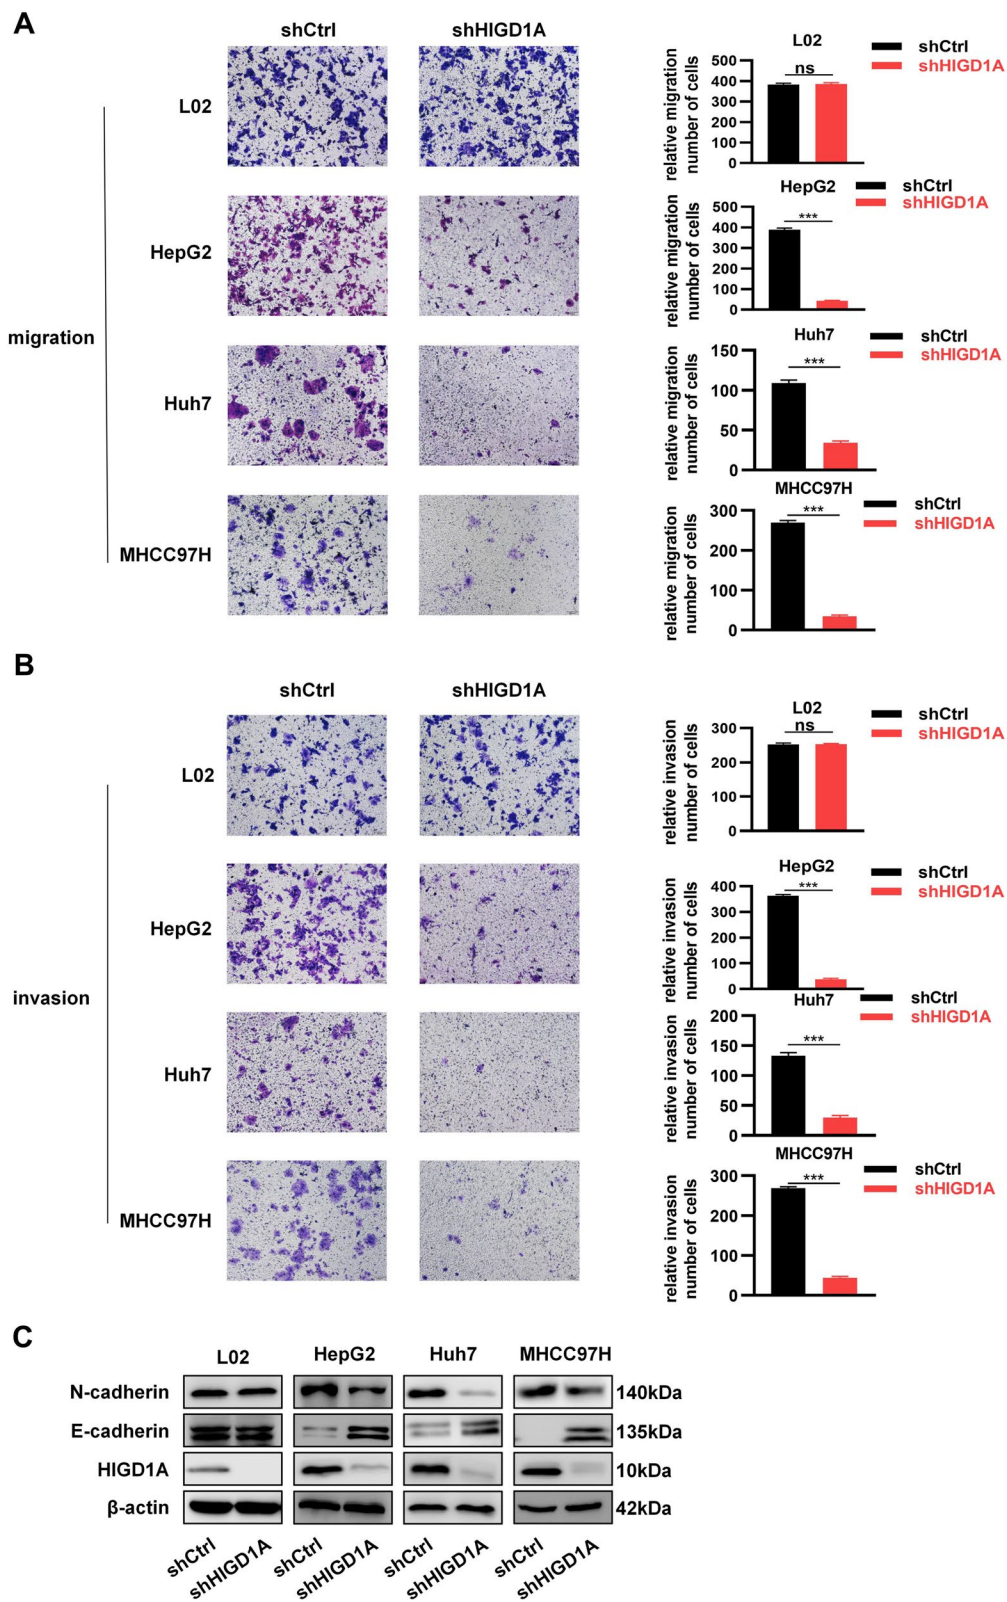 A
shCtrl shHIGD1A
migration
L02
HepG2
Huh7
MHCC97H
L02
shCtrl
shHIGD1A
relative migration
number of cells
500
400
300
200
100
0
ns
HepG2
shCtrl
shHIGD1A
relative migration
number of cells
500
400
300
200
100
0
***
Huh7
shCtrl
shHIGD1A
relative migration
number of cells
150
100
50
0
***
MHCC97H
shCtrl
shHIGD1A
relative migration
number of cells
300
200
100
0
***
B
shCtrl shHIGD1A
invasion
L02
HepG2
Huh7
MHCC97H
L02
shCtrl
shHIGD1A
relative invasion
number of cells
300
200
100
0
ns
HepG2
shCtrl
shHIGD1A
relative invasion
number of cells
400
300
200
100
0
***
Huh7
shCtrl
shHIGD1A
relative invasion
number of cells
200
150
100
50
0
***
MHCC97H
shCtrl
shHIGD1A
relative invasion
number of cells
300
200
100
0
***
C
L02 HepG2 Huh7 MHCC97H
N-cadherin 140kDa
E-cadherin 135kDa
HIGD1A 10kDa
β-actin 42kDa
shCtrl shHIGD1A shCtrl shHIGD1A shCtrl shHIGD1A shCtrl shHIGD1A